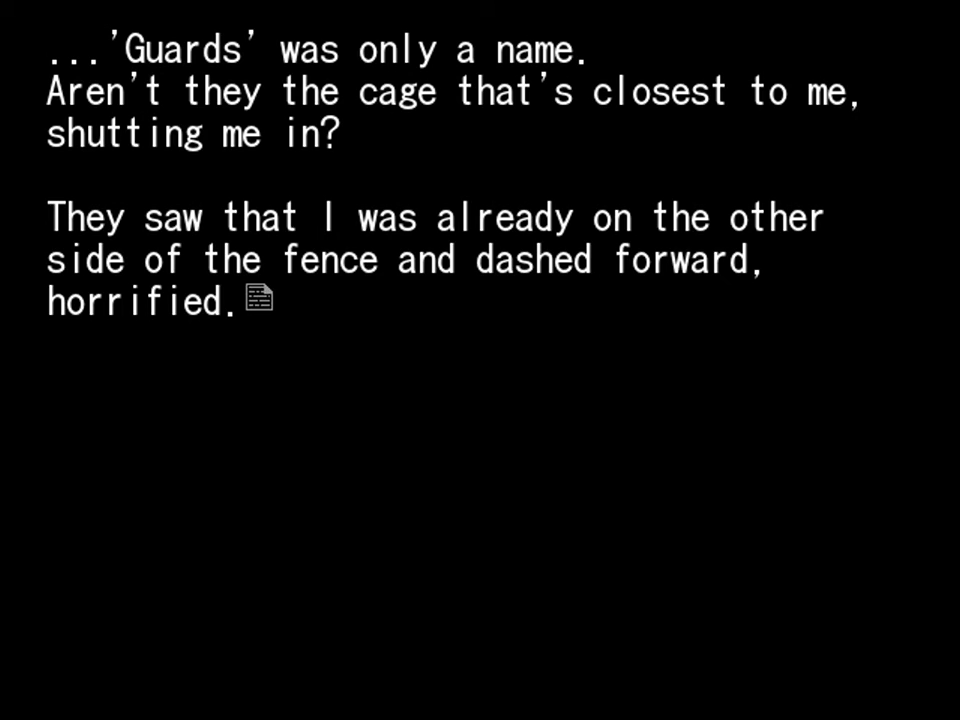 ...'Guards' was only a name.
Aren't they the cage that's closest to me,
shutting me in?
They saw that I was already on the other
side of the fence and dashed forward,
horrified.